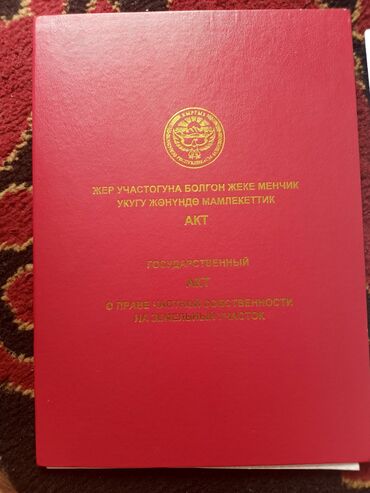 ЖЕР УЧАСТОГУНА БОЛГОН ЖЕКЕ МЕНЧИК
УКУГУ ЖӨНҮНДӨ МАМЛЕКЕТТИК
АКТ
ГОСУДАРСТВЕННЫЙ
АКТ
О ПРАВЕ ЧАСТНОЙ СОБСТВЕННОСТИ
НА ЗЕМЕЛЬНЫЙ УЧАСТОК